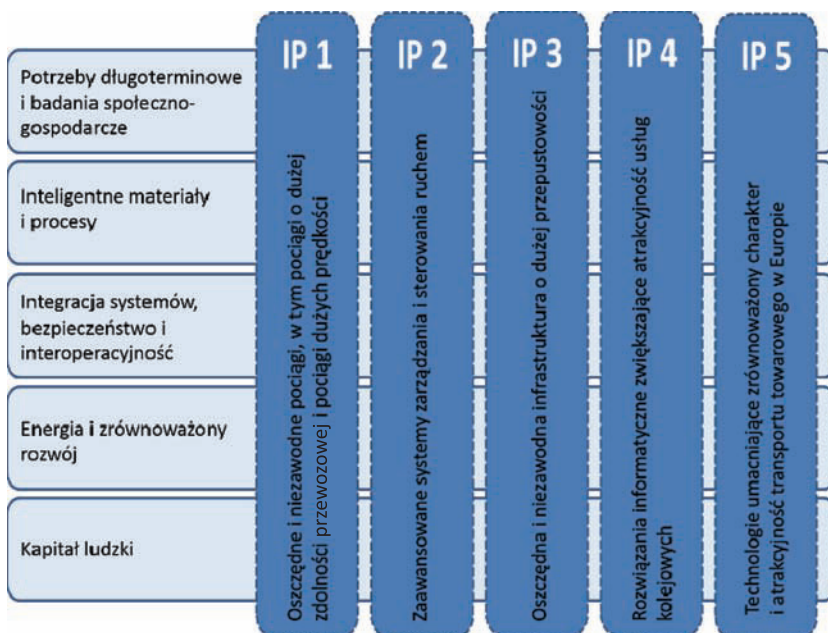 IP 1
IP 2
IP 3
IP 4
IP 5
Potrzeby długoterminowe
i badania społeczno-
gospodarcze
Inteligentne materiały
i procesy
Integracja systemów,
bezpieczeństwo i
interoperacyjność
Energia i zrównoważony
rozwój
Kapitał ludzki
Oszczędne i niezawodne pociągi, w tym pociągi o dużej
zdolności przewozowej i pociągi dużych prędkości
Zaawansowane systemy zarządzania i sterowania ruchem
Oszczędna i niezawodna infrastruktura o dużej przepustowości
Rozwiązania informatyczne zwiększające atrakcyjność usług
kolejowych
Technologie umacniające zrównoważony charakter
i atrakcyjność transportu towarowego w Europie